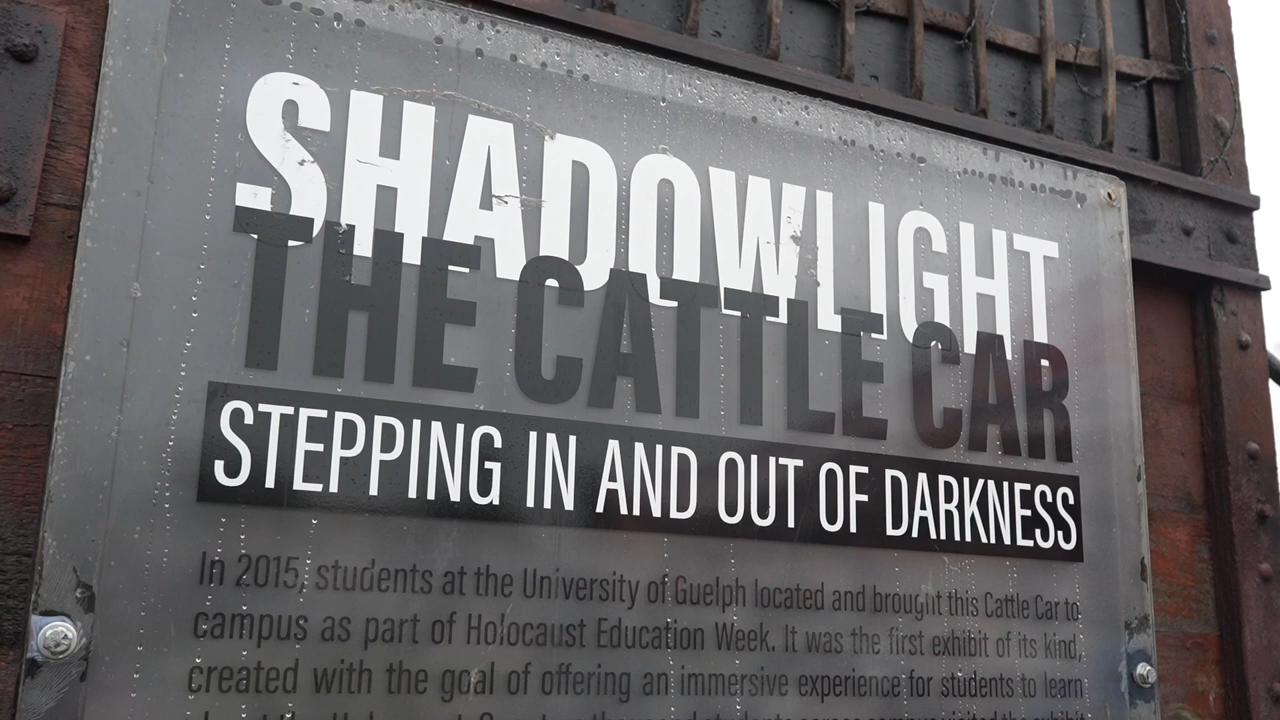 SHADOWLIGHT
THE CATTLE CAR
STEPPING IN AND OUT OF DARKNESS
In 2015, students at the University of Guelph located and brought this Cattle Car to
campus as part of Holocaust Education Week. It was the first exhibit of its kind,
created with the goal of offering an immersive experience for students to learn